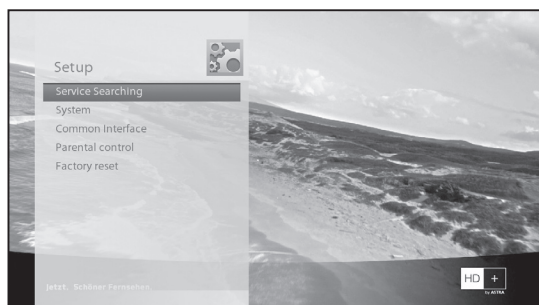 Setup
Service Searching
System
Common Interface
Parental control
Factory reset
Jetzt. Schöner Fernsehen.
HD +
by ASTRA